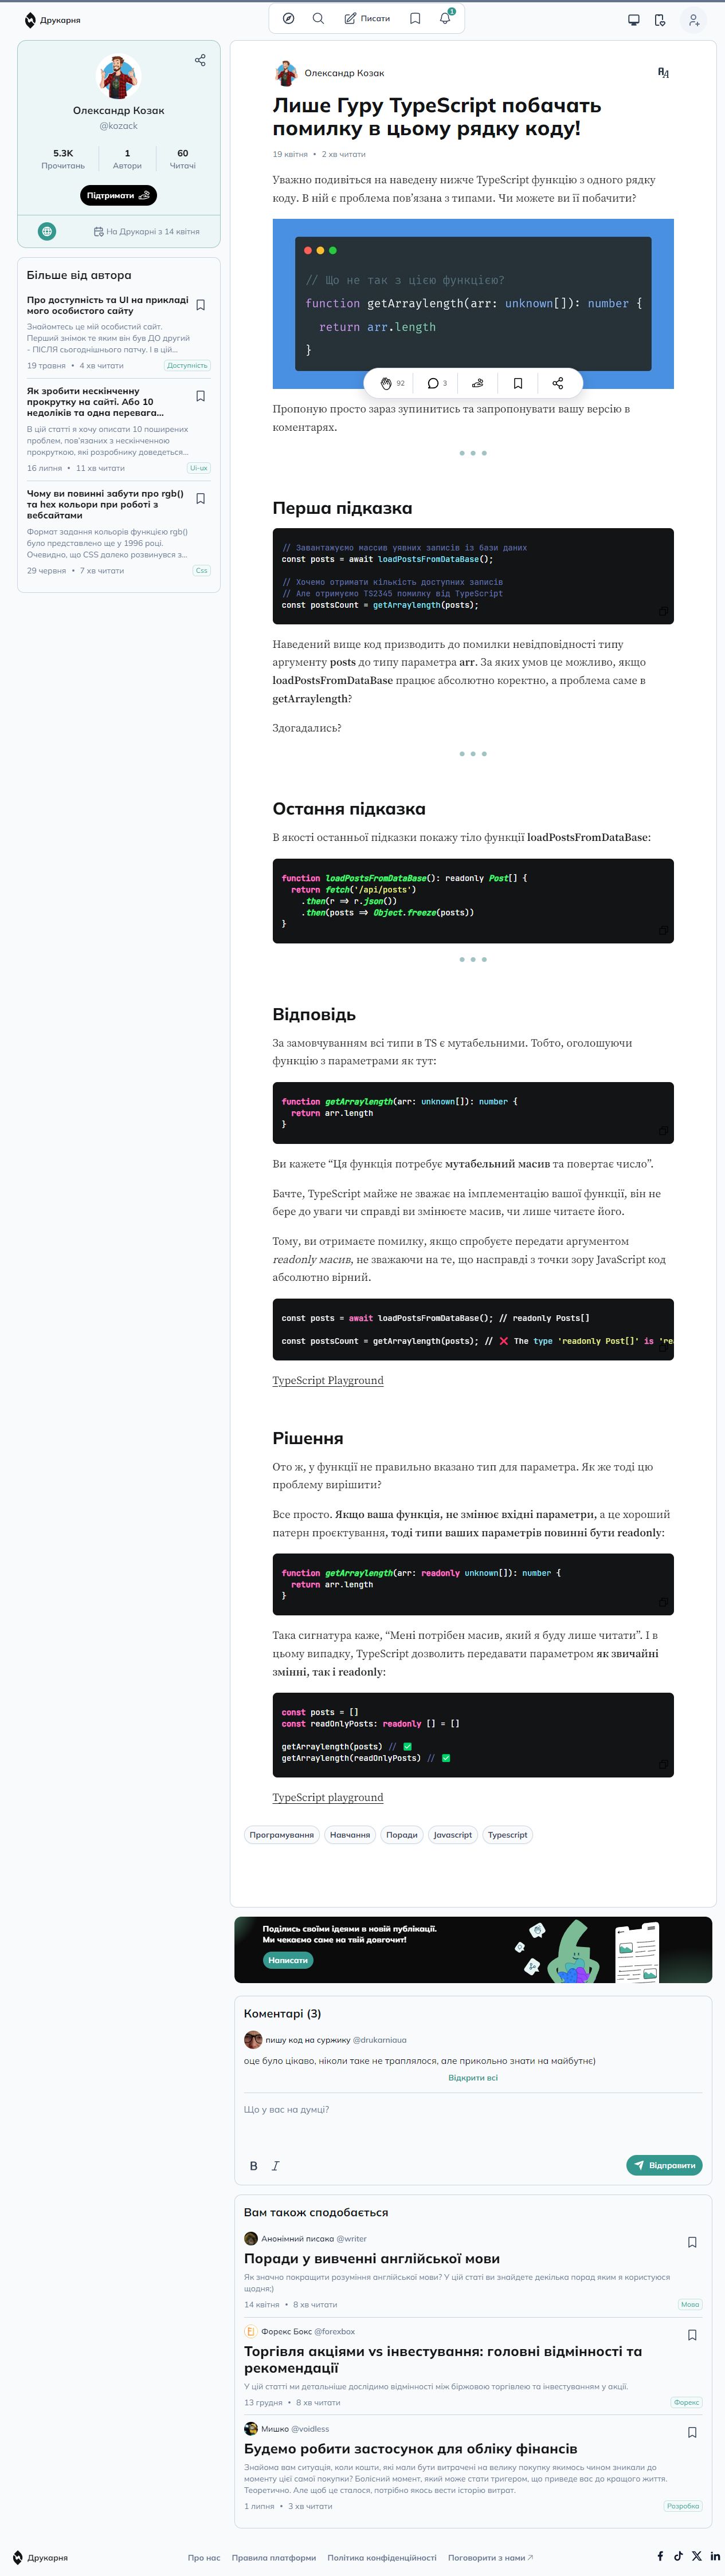 Друкарня
Писати
1
Олександр Козак
@kozack
5.3K
Прочитань
1
Автори
60
Читачі
Підтримати
На Друкарні з 14 квітня
Більше від автора
Про доступність та UI на прикладі
мого особистого сайту
Знайомтесь це мій особистий сайт.
Перший знімок те яким він був ДО другий
- ПІСЛЯ сьогоднішнього патчу. І в цій...
19 травня • 4 хв читати
Доступність
Як зробити нескінченну
прокрутку на сайті. Або 10
недоліків та одна перевага...
В цій статті я хочу описати 10 поширених
проблем, пов'язаних з нескінченною
прокруткою, які розробнику доведеться...
16 липня • 11 хв читати
Ui-ux
Чому ви повинні забути про rgb()
та hex кольори при роботі з
вебсайтами
Формат задання кольорів функцією rgb()
було представлено ще у 1996 році.
Очевидно, що CSS далеко розвинувся з...
29 червня • 7 хв читати
Css
Олександр Козак
Лише Гуру TypeScript побачать
помилку в цьому рядку коду!
19 квітня • 2 хв читати
Уважно подивіться на наведену нижче TypeScript функцію з одного рядку
коду. В ній є проблема пов'язана з типами. Чи можете ви її побачити?
// Що не так з цією функцією?
function getArraylength(arr: unknown[]): number {
return arr.length
}
92
3
Пропоную просто зараз зупинитись та запропонувати вашу версію в
коментарях.
Перша підказка
// Завантажуємо массив уявних записів із бази даних
const posts = await loadPostsFromDataBase();
// Хочемо отримати кількість доступних записів
// Але отримуємо TS2345 помилку від TypeScript
const postsCount = getArraylength(posts);
Наведений вище код призводить до помилки невідповідності типу
аргументу posts до типу параметра arr. За яких умов це можливо, якщо
loadPostsFromDataBase працює абсолютно коректно, а проблема саме в
getArraylength?
Здогадались?
Остання підказка
В якості останньої підказки покажу тіло функції loadPostsFromDataBase:
function loadPostsFromDataBase(): readonly Post[] {
return fetch('/api/posts')
.then(r => r.json())
.then(posts => Object.freeze(posts))
}
Відповідь
За замовчуванням всі типи в TS є мутабельними. Тобто, оголошуючи
функцію з параметрами як тут:
function getArraylength(arr: unknown[]): number {
return arr.length
}
Ви кажете “Ця функція потребує мутабельний масив та повертає число”.
Бачте, TypeScript майже не зважає на імплементацію вашої функції, він не
бере до уваги чи справді ви змінюєте масив, чи лише читаєте його.
Тому, ви отримаєте помилку, якщо спробуєте передати аргументом
readonly масив, не зважаючи на те, що насправді з точки зору JavaScript код
абсолютно вірний.
const posts = await loadPostsFromDataBase(); // readonly Posts[]
const postsCount = getArraylength(posts); // ❌ The type 'readonly Post[]' is 're
TypeScript Playground
Рішення
Ото ж, у функції не правильно вказано тип для параметра. Як же тоді цю
проблему вирішити?
Все просто. Якщо ваша функція, не змінює вхідні параметри, а це хороший
патерн проєктування, тоді типи ваших параметрів повинні бути readonly:
function getArraylength(arr: readonly unknown[]): number {
return arr.length
}
Така сигнатура каже, “Мені потрібен масив, який я буду лише читати”. І в
цьому випадку, TypeScript дозволить передавати параметром як звичайні
змінні, так і readonly:
const posts = []
const readOnlyPosts: readonly [] = []
getArraylength(posts) // ✅
getArraylength(readOnlyPosts) // ✅
TypeScript playground
Програмування
Навчання
Поради
Javascript
Typescript
Поділись своїми ідеями в новій публікації.
Ми чекаємо саме на твій довгочит!
Написати
Коментарі (3)
пишу код на суржику @drukarniaua
оце було цікаво, ніколи таке не траплялося, але прикольно знати на майбутнє)
Відкрити всі
Що у вас на думці?
B I
Відправити
Вам також сподобається
Анонімний писака @writer
Поради у вивченні англійської мови
Як значно покращити розуміння англійської мови? У цій статі ви знайдете декілька порад яким я користуюся
щодня:)
14 квітня • 8 хв читати
Мова
Форекс Бокс @forexbox
Торгівля акціями vs інвестування: головні відмінності та
рекомендації
У цій статті ми детальніше дослідимо відмінності між біржовою торгівлею та інвестуванням у акції.
13 грудня • 8 хв читати
Форекс
Мишко @voidless
Будемо робити застосунок для обліку фінансів
Знайома вам ситуація, коли кошти, які мали бути витрачені на велику покупку якимось чином зникали до
моменту цієї самої покупки? Болісний момент, який може стати тригером, що приведе вас до кращого життя.
Теоретично. Але щоб це сталося, потрібно якось вести історію витрат.
1 липня • 3 хв читати
Розробка
Друкарня
Про нас
Правила платформи
Політика конфіденційності
Поговорити з нами